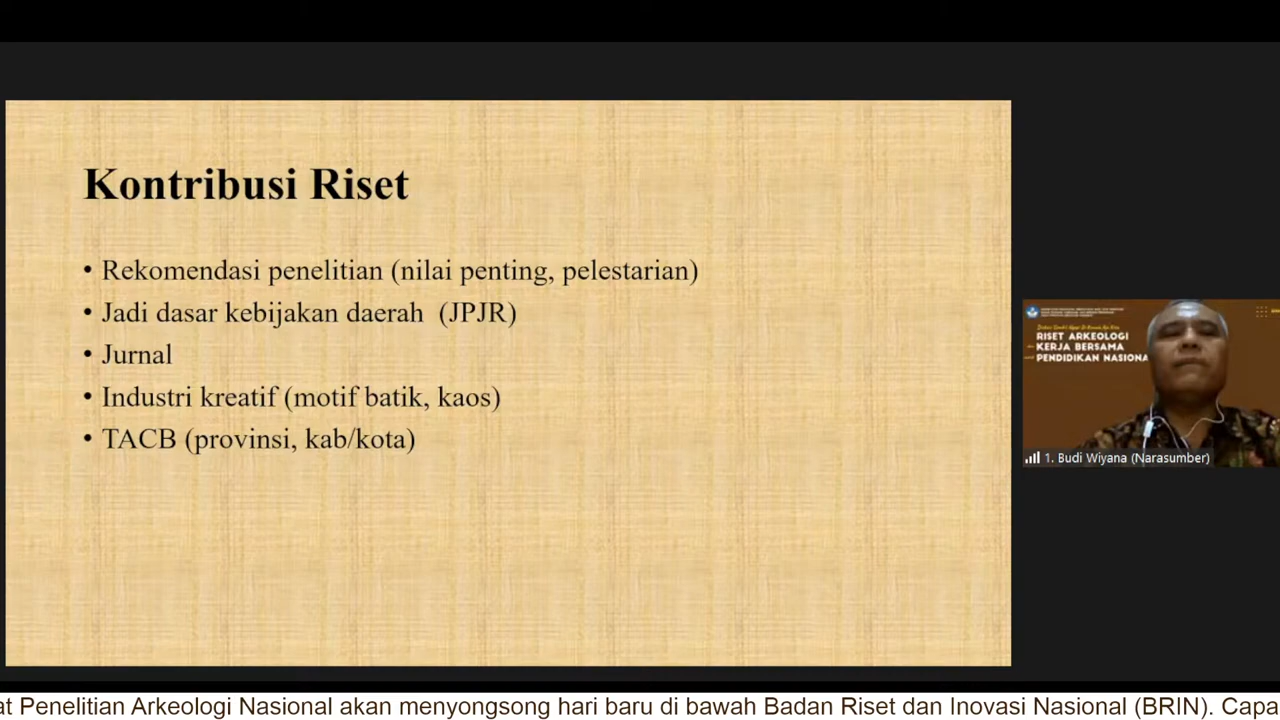 Kontribusi Riset
• Rekomendasi penelitian (nilai penting, pelestarian)
• Jadi dasar kebijakan daerah (JPJR)
• Jurnal
• Industri kreatif (motif batik, kaos)
• TACB (provinsi, kab/kota)
RISET ARKEOLOGI
KERJA BERSAMA
PENDIDIKAN NASIONA
1. Budi Wiyana (Narasumber)
at Penelitian Arkeologi Nasional akan menyongsong hari baru di bawah Badan Riset dan Inovasi Nasional (BRIN). Capa